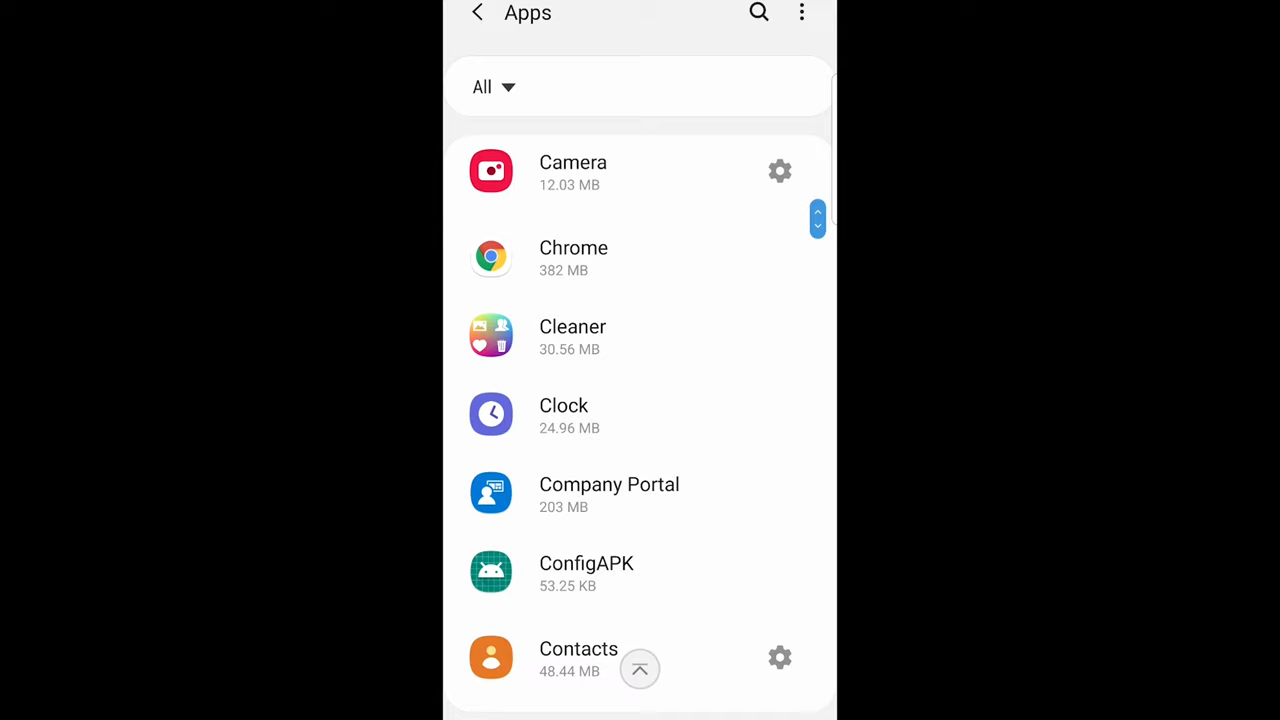 Apps
All
Camera
12.03 MB
Chrome
382 MB
Cleaner
30.56 MB
Clock
24.96 MB
Company Portal
203 MB
ConfigAPK
53.25 KB
Contacts
48.44 MB